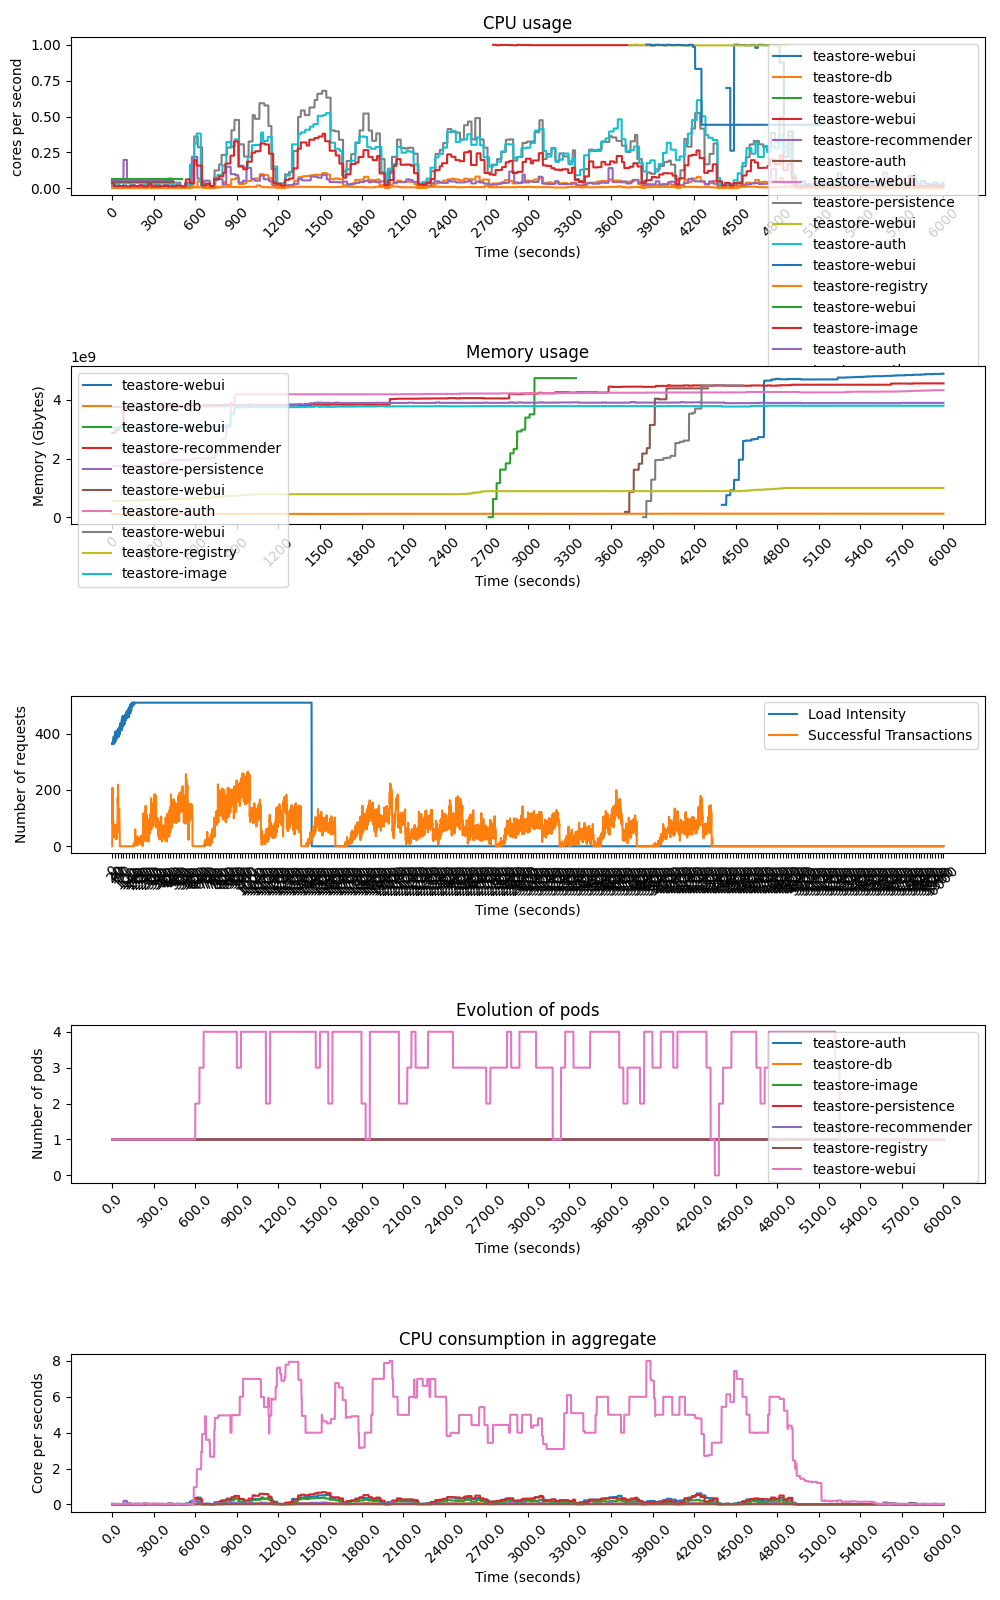 CPU usage
cores per second
1.00
0.75
0.50
0.25
0.00
teastore-webui
teastore-db
teastore-webui
teastore-webui
teastore-recommender
teastore-auth
teastore-webui
teastore-persistence
teastore-webui
teastore-auth
teastore-webui
teastore-registry
teastore-webui
teastore-image
teastore-auth
0 300 600 900 1200 1500 1800 2100 2400 2700 3000 3300 3600 3900 4200 4500 4800 5100 5400 5700 6000
Time (seconds)
Memory usage
1e9
Memory (Gbytes)
4
2
0
teastore-webui
teastore-db
teastore-webui
teastore-recommender
teastore-persistence
teastore-webui
teastore-auth
teastore-webui
teastore-registry
teastore-image
0 300 600 900 1200 1500 1800 2100 2400 2700 3000 3300 3600 3900 4200 4500 4800 5100 5400 5700 6000
Time (seconds)
Number of requests
400
200
0
Load Intensity
Successful Transactions
Time (seconds)
Evolution of pods
Number of pods
4
3
2
1
0
teastore-auth
teastore-db
teastore-image
teastore-persistence
teastore-recommender
teastore-registry
teastore-webui
0.0 300.0 600.0 900.0 1200.0 1500.0 1800.0 2100.0 2400.0 2700.0 3000.0 3300.0 3600.0 3900.0 4200.0 4500.0 4800.0 5100.0 5400.0 5700.0 6000.0
Time (seconds)
CPU consumption in aggregate
Core per seconds
8
6
4
2
0
0.0 300.0 600.0 900.0 1200.0 1500.0 1800.0 2100.0 2400.0 2700.0 3000.0 3300.0 3600.0 3900.0 4200.0 4500.0 4800.0 5100.0 5400.0 5700.0 6000.0
Time (seconds)